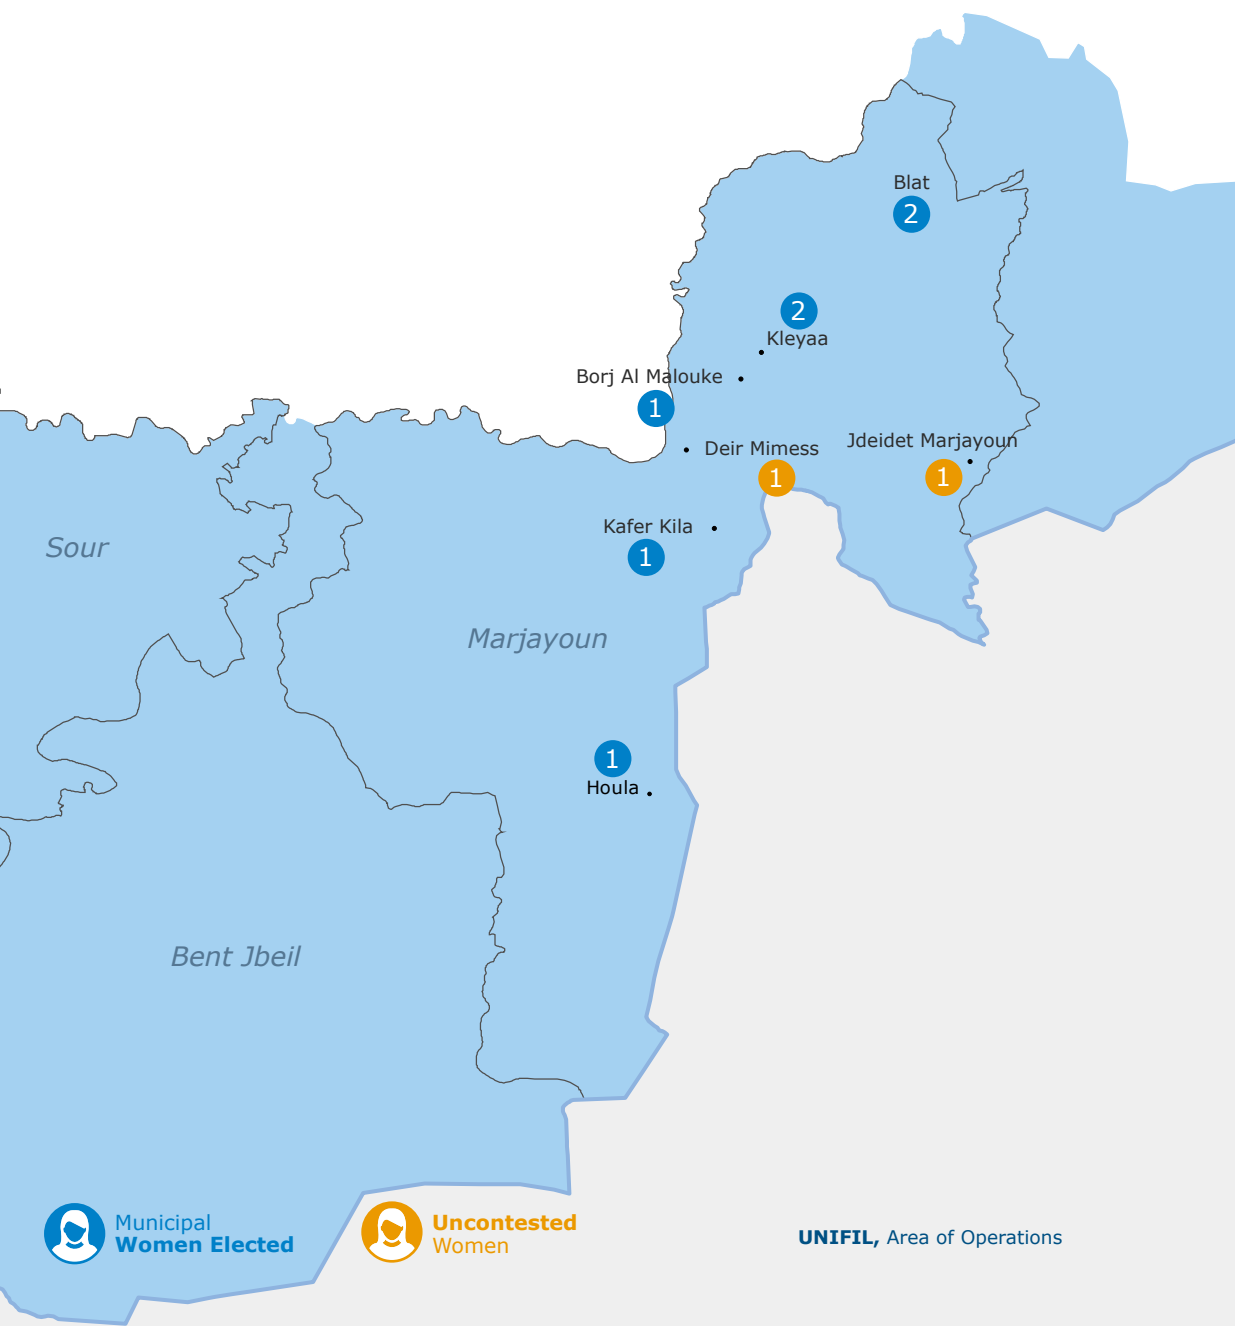 Blat
2
2
Kleyaa
Borj Al Malouke
1
Deir Mimess
1
Jdeidet Marjayoun
1
Kafer Kila
1
Sour
Marjayoun
1
Houla
Bent Jbeil
Municipal
Women Elected
Uncontested
Women
UNIFIL, Area of Operations